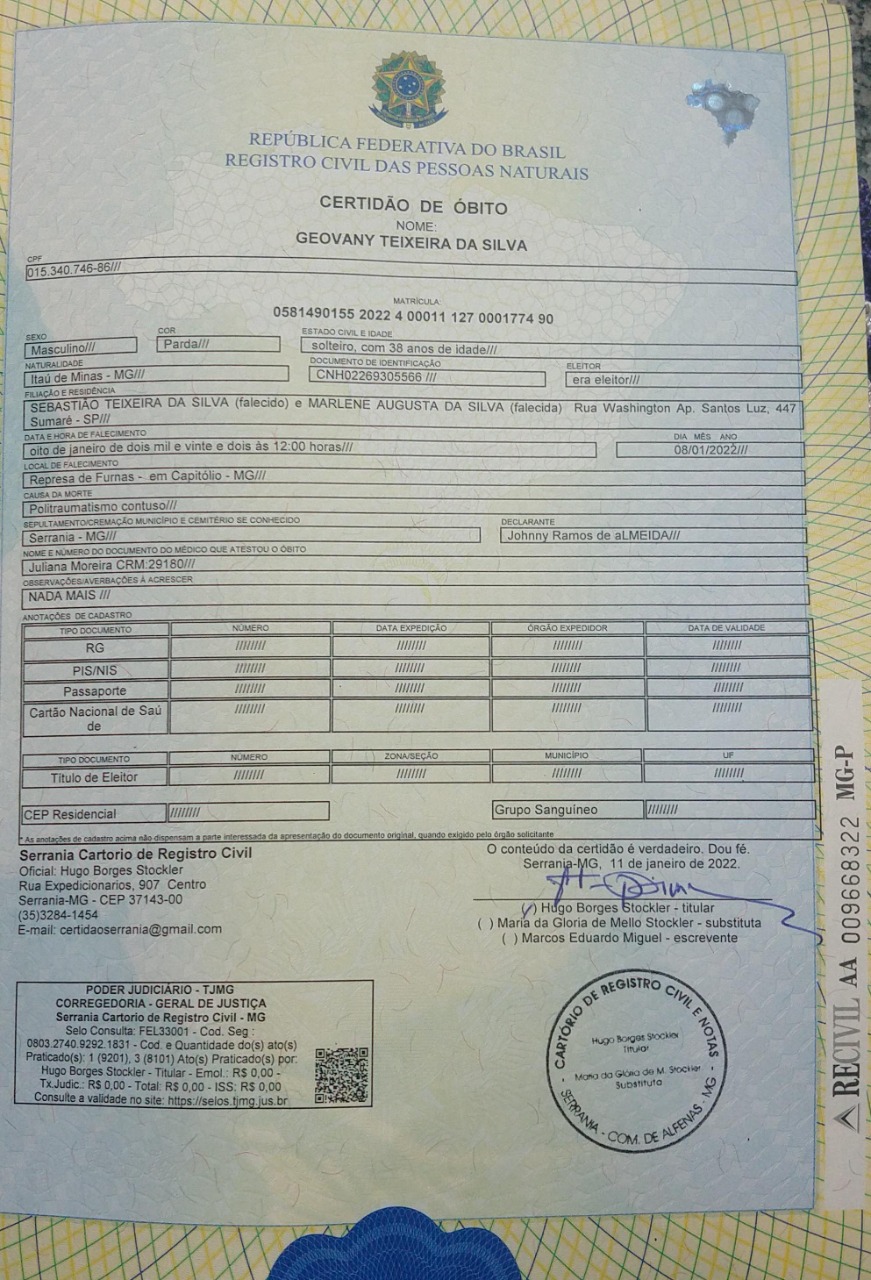 REPÚBLICA FEDERATIVA DO BRASIL
REGISTRO CIVIL DAS PESSOAS NATURAIS
CERTIDÃO DE ÓBITO
NOME:
GEOVANY TEIXEIRA DA SILVA
CPF
015.340.746-86///
MATRÍCULA:
0581490155 2022 4 00011 127 0001774 90
SEXO COR ESTADO CIVIL E IDADE
Masculino/// Parda/// solteiro, com 38 anos de idade///
NATURALIDADE DOCUMENTO DE IDENTIFICAÇÃO ELEITOR
Itaú de Minas - MG/// CNH02269305566 /// era eleitor///
FILIAÇÃO E RESIDÊNCIA
SEBASTIÃO TEIXEIRA DA SILVA (falecido) e MARLENE AUGUSTA DA SILVA (falecida) Rua Washington Ap. Santos Luz, 447
Sumaré - SP///
DATA E HORA DE FALECIMENTO DIA MÊS ANO
oito de janeiro de dois mil e vinte e dois às 12:00 horas/// 08/01/2022///
LOCAL DE FALECIMENTO
Represa de Furnas - em Capitólio - MG///
CAUSA DA MORTE
Politraumatismo contuso///
SEPULTAMENTO/CREMAÇÃO MUNICÍPIO E CEMITÉRIO SE CONHECIDO DECLARANTE
Serrania - MG/// Johnny Ramos de aLMEIDA///
NOME E NÚMERO DO DOCUMENTO DO MÉDICO QUE ATESTOU O ÓBITO
Juliana Moreira CRM:29180///
OBSERVAÇÕES/AVERBAÇÕES À ACRESCER
NADA MAIS ///
ANOTAÇÕES DE CADASTRO
TIPO DOCUMENTO NÚMERO DATA EXPEDIÇÃO ÓRGÃO EXPEDIDOR DATA DE VALIDADE
RG //////// //////// //////// ////////
PIS/NIS //////// //////// //////// ////////
Passaporte //////// //////// //////// ////////
Cartão Nacional de Saú //////// //////// //////// ////////
de
TIPO DOCUMENTO NÚMERO ZONA/SEÇÃO MUNICÍPIO UF
Título de Eleitor //////// //////// //////// ////////
CEP Residencial //////// Grupo Sanguíneo ////////
* As anotações de cadastro acima não dispensam a parte interessada da apresentação do documento original, quando exigido pelo órgão solicitante
Serrania Cartorio de Registro Civil
Oficial: Hugo Borges Stockler
Rua Expedicionarios, 907 Centro
Serrania-MG - CEP 37143-00
(35)3284-1454
E-mail: certidaoserrania@gmail.com
O conteúdo da certidão é verdadeiro. Dou fé.
Serrania-MG, 11 de janeiro de 2022.
( ) Hugo Borges Stockler - titular
( ) Maria da Gloria de Mello Stockler - substituta
( ) Marcos Eduardo Miguel - escrevente
PODER JUDICIÁRIO - TJMG
CORREGEDORIA - GERAL DE JUSTIÇA
Serrania Cartorio de Registro Civil - MG
Selo Consulta: FEL33001 - Cod. Seg :
0803.2740.9292.1831 - Cod. e Quantidade do(s) ato(s)
Praticado(s): 1 (9201), 3 (8101) Ato(s) Praticado(s) por:
Hugo Borges Stockler - Titular - Emol.: R$ 0,00 -
Tx.Judic.: R$ 0,00 - Total: R$ 0,00 - ISS: R$ 0,00
Consulte a validade no site: https://selos.tjmg.jus.br
CARTÓRIO DE REGISTRO CIVIL E NOTAS
Hugo Borges Stockler
Titular
Maria da Glória de M. Stockler
Substituta
SERRANIA - COM. DE ALFENAS - MG
RECIVIL AA 009668322 MG-P